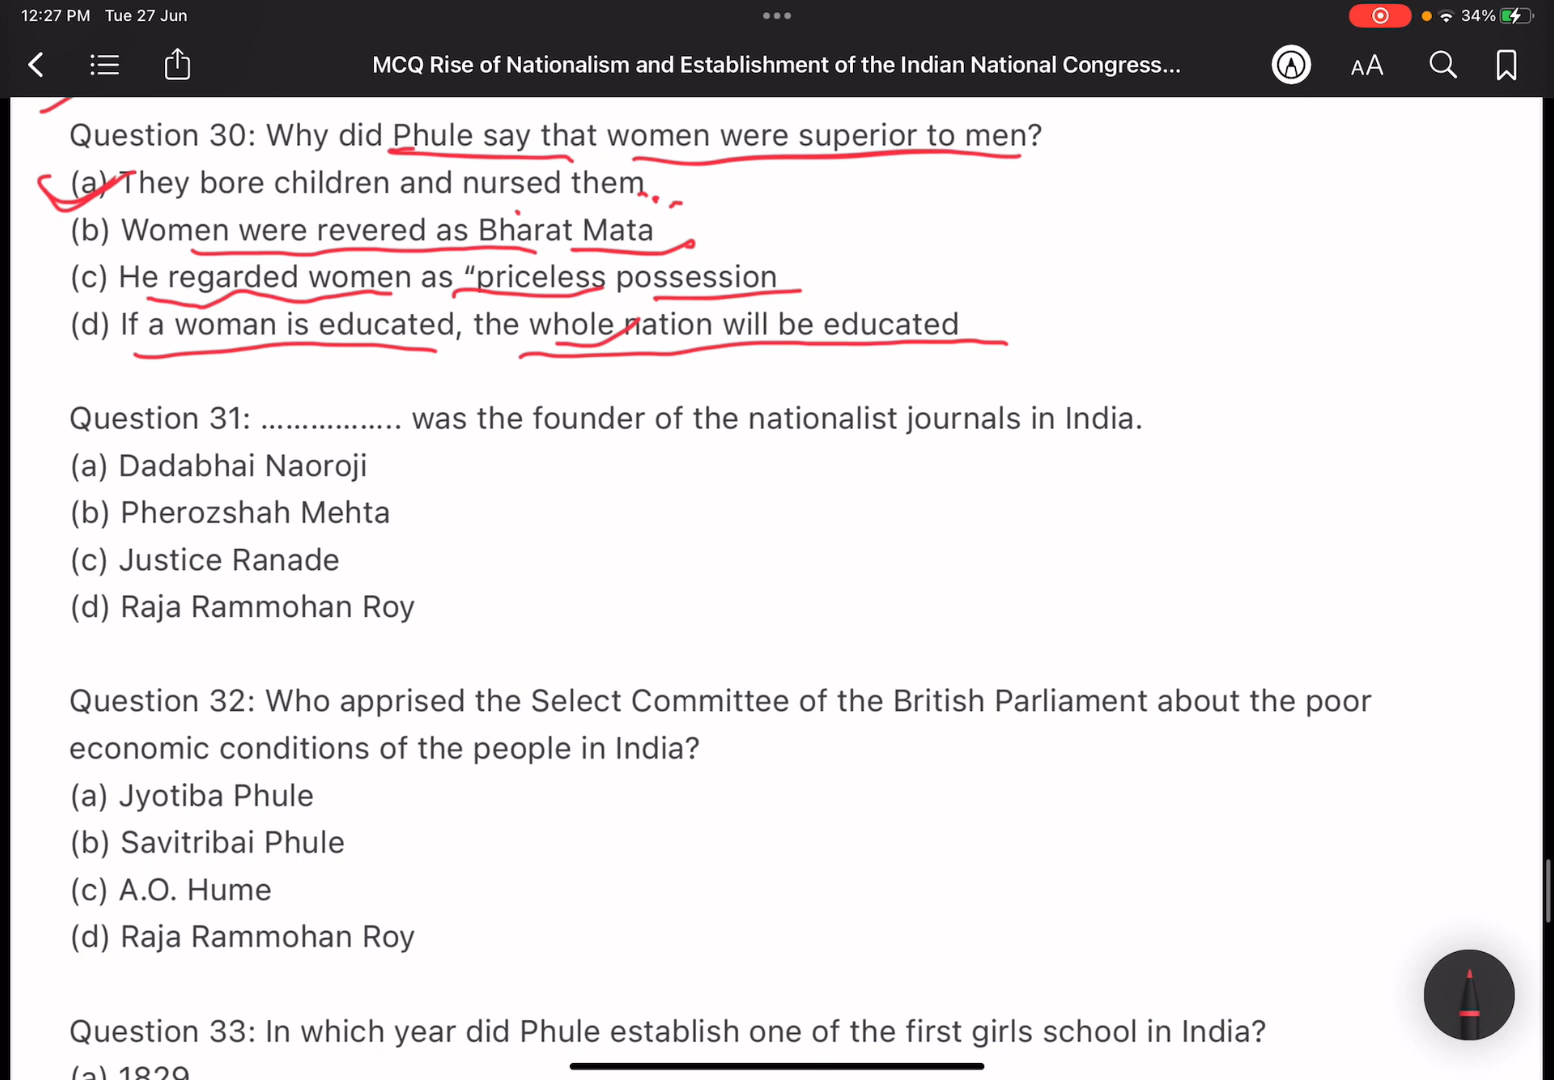 12:27 PM Tue 27 Jun
34%
MCQ Rise of Nationalism and Establishment of the Indian National Congress...
AA
Question 30: Why did Phule say that women were superior to men?
(a) They bore children and nursed them
(b) Women were revered as Bharat Mata
(c) He regarded women as “priceless possession
(d) If a woman is educated, the whole nation will be educated
Question 31: ................. was the founder of the nationalist journals in India.
(a) Dadabhai Naoroji
(b) Pherozshah Mehta
(c) Justice Ranade
(d) Raja Rammohan Roy
Question 32: Who apprised the Select Committee of the British Parliament about the poor
economic conditions of the people in India?
(a) Jyotiba Phule
(b) Savitribai Phule
(c) A.O. Hume
(d) Raja Rammohan Roy
Question 33: In which year did Phule establish one of the first girls school in India?
(a) 1829